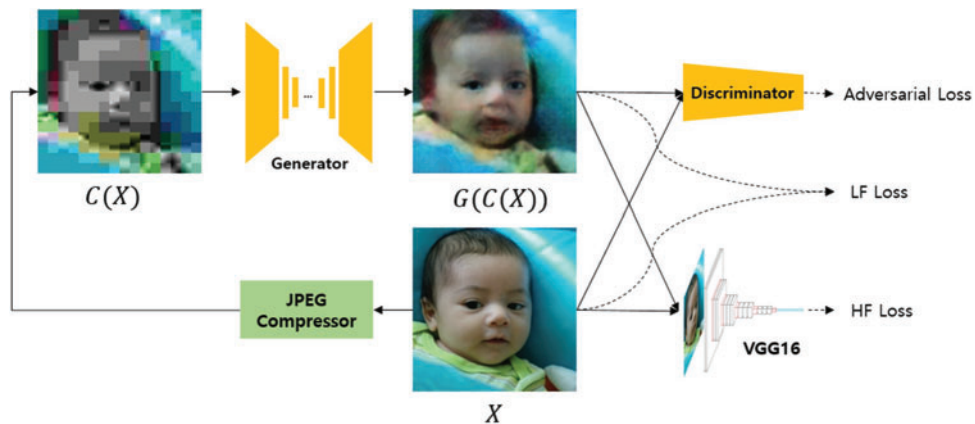 Discriminator
Adversarial Loss
...
Generator
C(X)
G(C(X))
LF Loss
JPEG
Compressor
HF Loss
VGG16
X